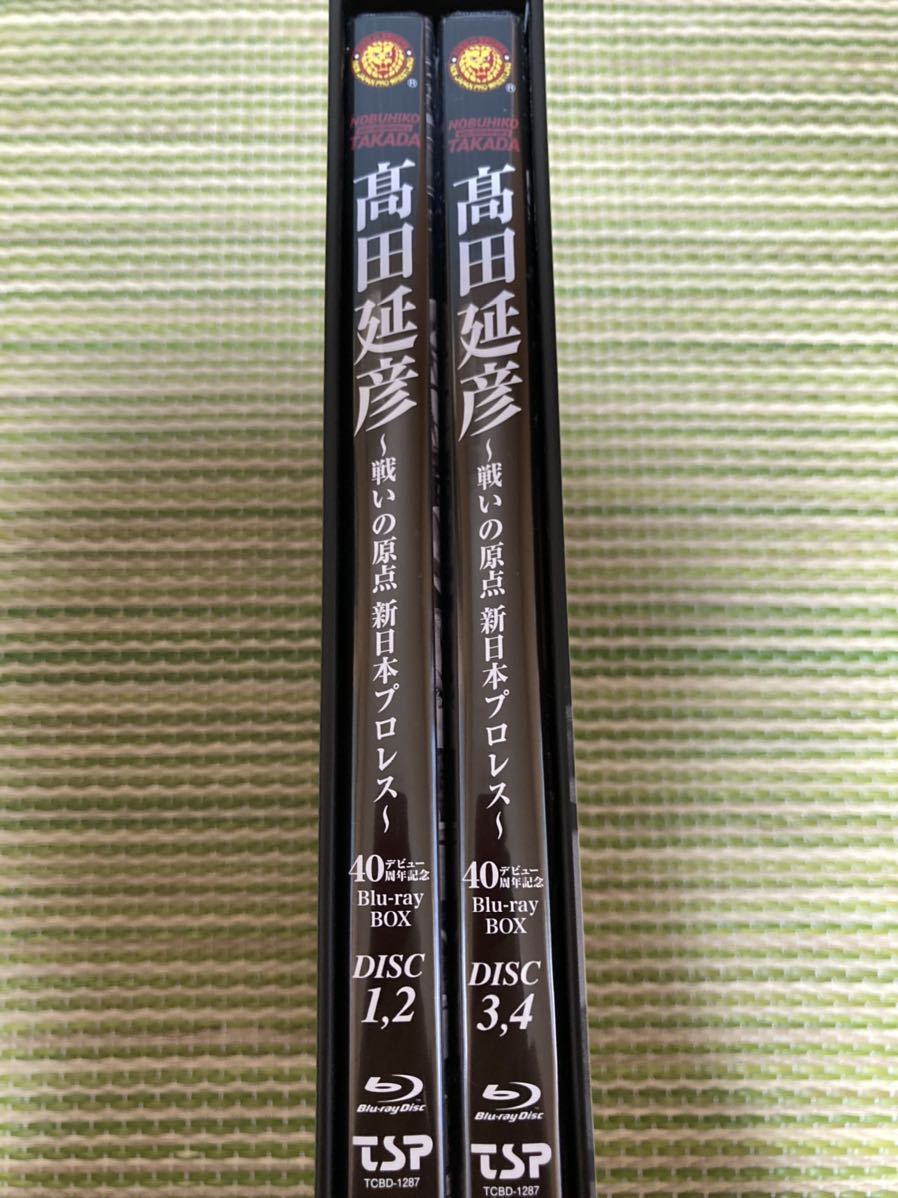 NOBUHIKO
TAKADA
髙田延彦
~戦いの原点 新日本プロレス~
40デビュー周年記念
Blu-ray
BOX
DISC
1,2
Blu-ray Disc
TSP
TCBD-1287
NOBUHIKO
TAKADA
髙田延彦
~戦いの原点 新日本プロレス~
40デビュー周年記念
Blu-ray
BOX
DISC
3,4
Blu-ray Disc
TSP
TCBD-1287